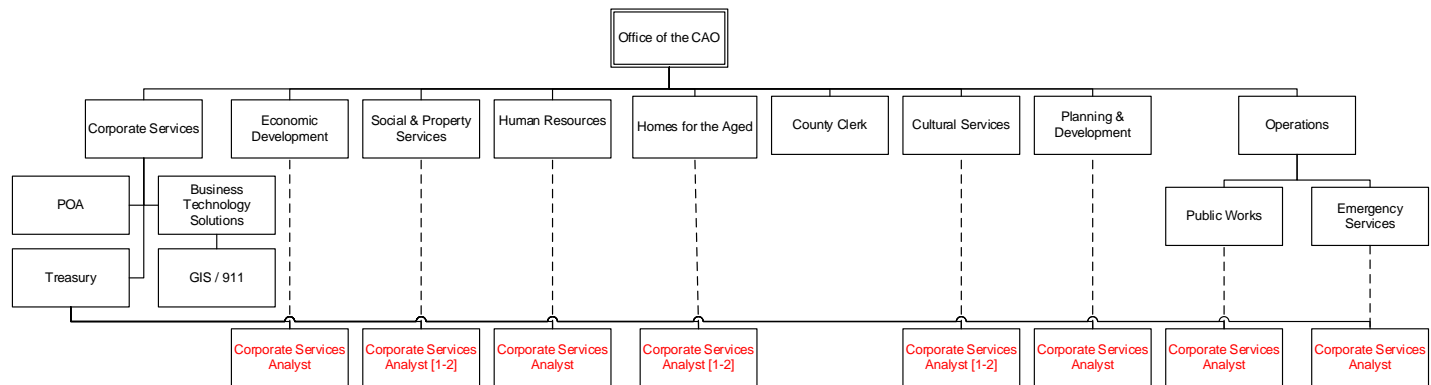 Office of the CAO
Corporate Services
Economic
Development
Social & Property
Services
Human Resources
Homes for the Aged
County Clerk
Cultural Services
Planning &
Development
Operations
POA
Business
Technology
Solutions
Public Works
Emergency
Services
Treasury
GIS / 911
Corporate Services
Analyst
Corporate Services
Analyst [1-2]
Corporate Services
Analyst
Corporate Services
Analyst [1-2]
Corporate Services
Analyst [1-2]
Corporate Services
Analyst
Corporate Services
Analyst
Corporate Services
Analyst